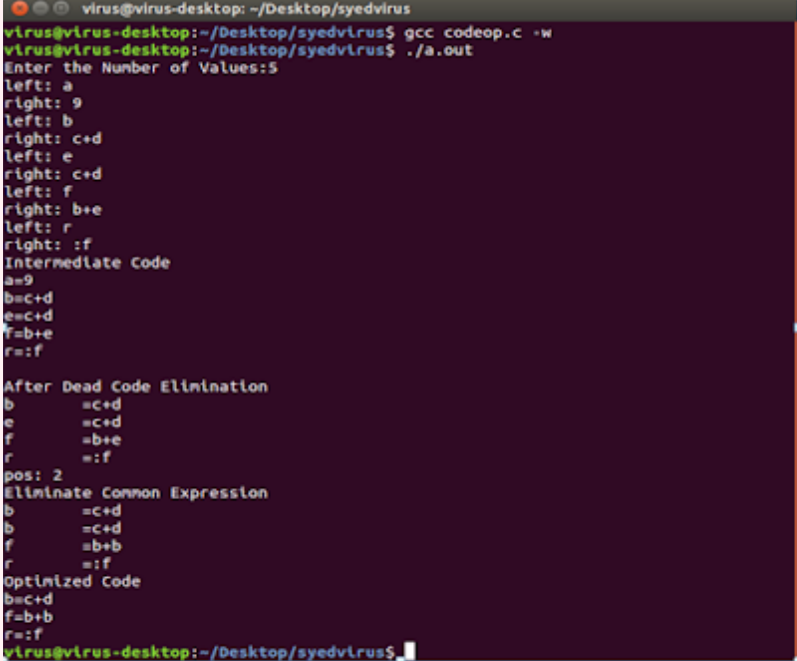 virus@virus-desktop: ~/Desktop/syedvirus
virus@virus-desktop:~/Desktop/syedvirus$ gcc codeop.c -w
virus@virus-desktop:~/Desktop/syedvirus$ ./a.out
Enter the Number of Values:5
left: a
right: 9
left: b
right: c+d
left: e
right: c+d
left: f
right: b+e
left: r
right: :f
Intermediate Code
a=9
b=c+d
e=c+d
f=b+e
r=:f
After Dead Code Elimination
b =c+d
e =c+d
f =b+e
r =:f
pos: 2
Eliminate Common Expression
b =c+d
b =c+d
f =b+b
r =:f
Optimized Code
b=c+d
f=b+b
r=:f
virus@virus-desktop:~/Desktop/syedvirus$